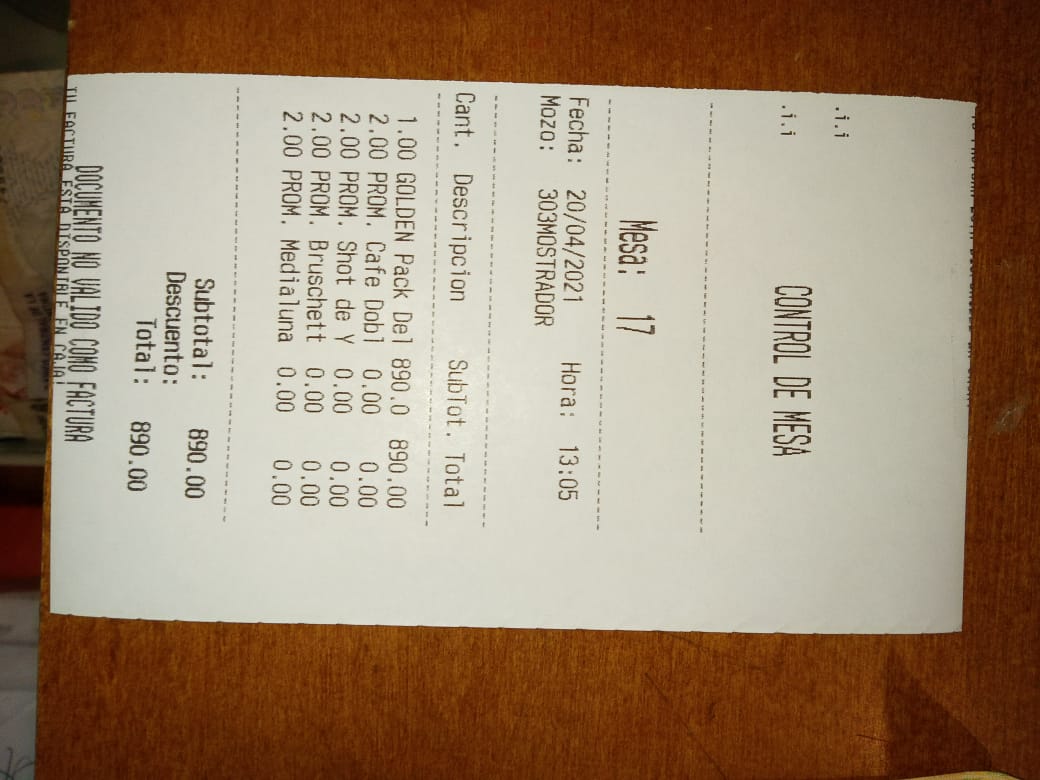 .i.i
.i.i
CONTROL DE MESA
Mesa: 17
Fecha: 20/04/2021 Hora: 13:05
Mozo: 303MOSTRADOR
Cant. Descripcion SubTot. Total
1.00 GOLDEN Pack Del 890.0 890.00
2.00 PROM. Cafe Dobl 0.00 0.00
2.00 PROM. Shot de Y 0.00 0.00
2.00 PROM. Bruschett 0.00 0.00
2.00 PROM. Medialuna 0.00 0.00
Subtotal: 890.00
Descuento:
Total: 890.00
DOCUMENTO NO VALIDO COMO FACTURA
TU FACTURA ESTA DISPONIBLE EN CAJA!